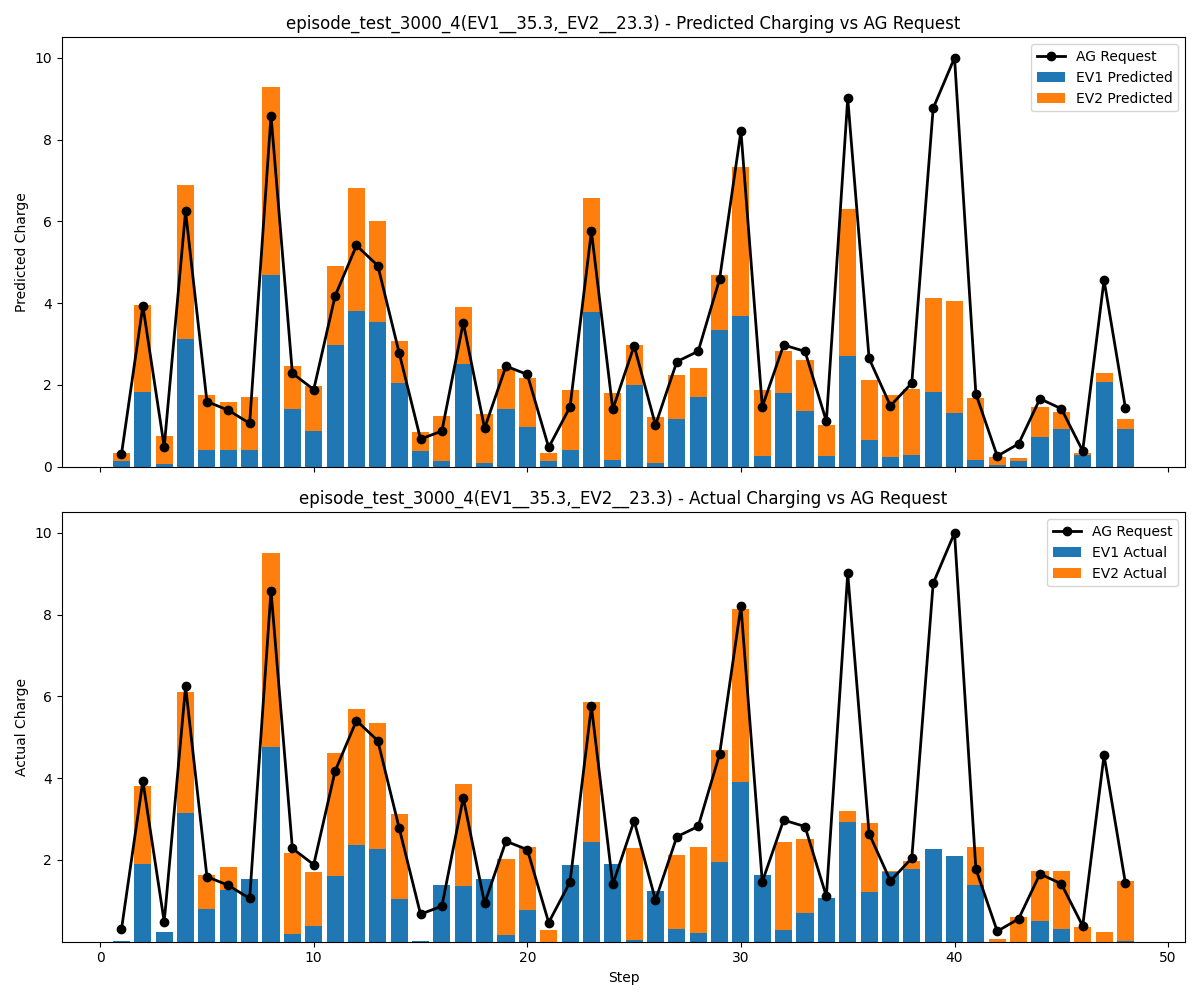 episode_test_3000_4(EV1__35.3,_EV2__23.3) - Predicted Charging vs AG Request
10
8
6
4
2
0
Predicted Charge
AG Request
EV1 Predicted
EV2 Predicted
episode_test_3000_4(EV1__35.3,_EV2__23.3) - Actual Charging vs AG Request
10
8
6
4
2
Actual Charge
AG Request
EV1 Actual
EV2 Actual
0
10
20
30
40
50
Step